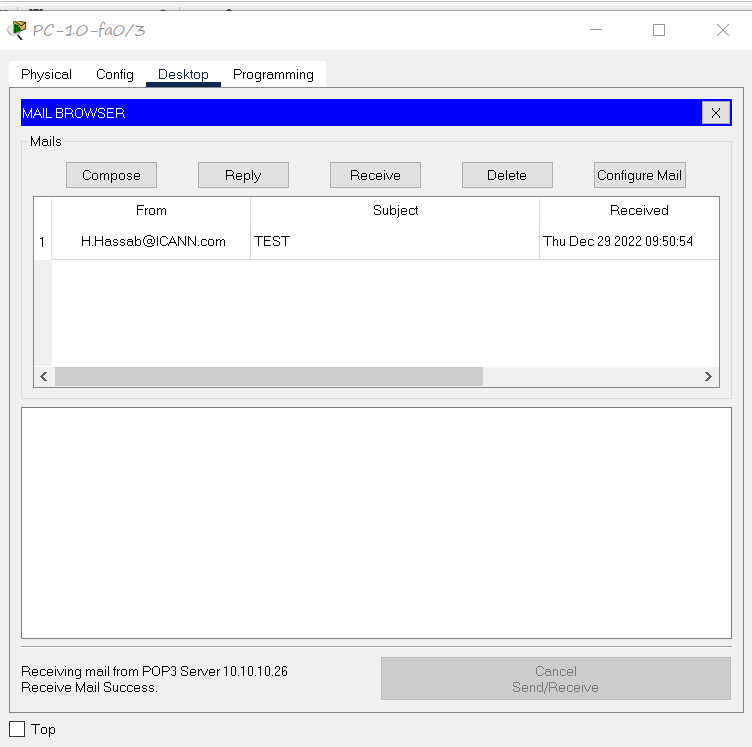 PC-10-fa0/3
Physical Config Desktop Programming
MAIL BROWSER X
Mails
Compose Reply Receive Delete Configure Mail
From Subject Received
1 H.Hassab@ICANN.com TEST Thu Dec 29 2022 09:50:54
Receiving mail from POP3 Server 10.10.10.26
Receive Mail Success.
Cancel
Send/Receive
Top